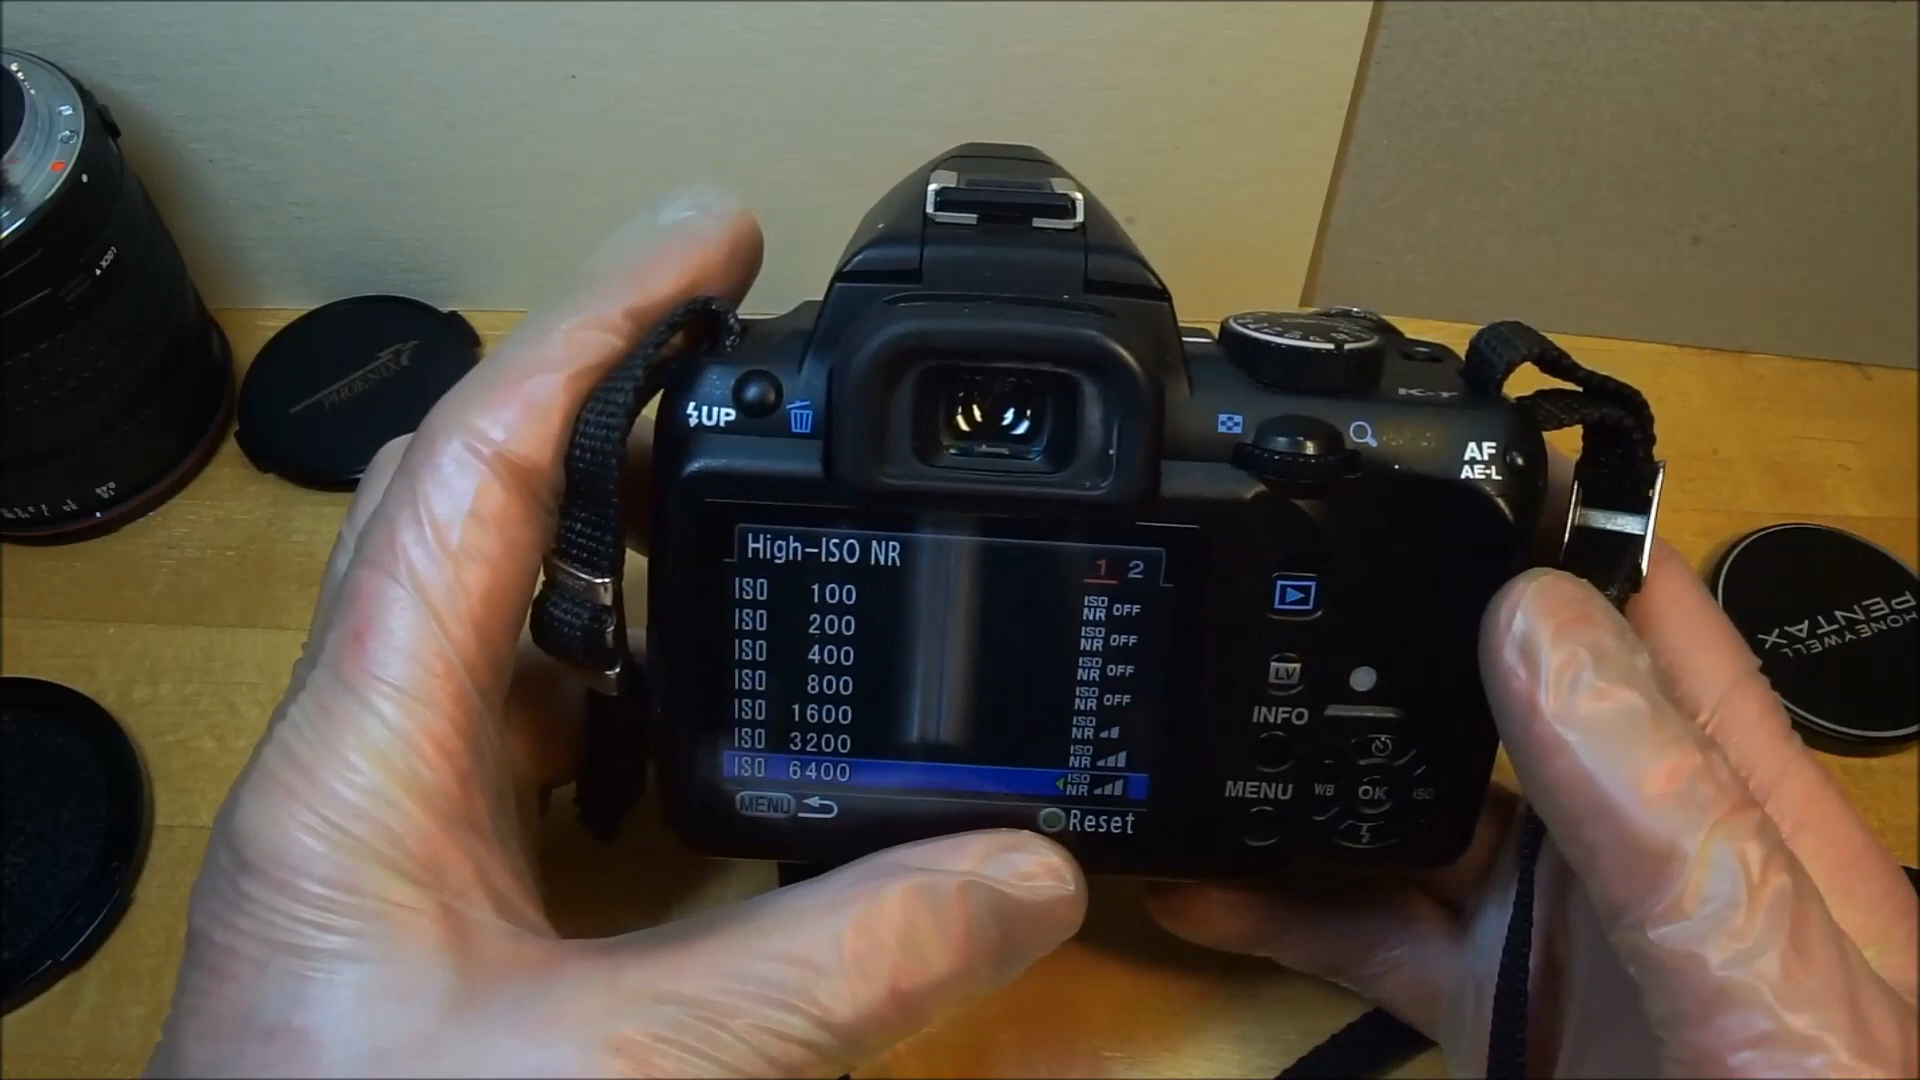 LOCK
PHOENIX
UP
AF
AE-L
High-ISO NR
1 2
ISO 100 ISO NR OFF
ISO 200 ISO NR OFF
ISO 400 ISO NR OFF
ISO 800 ISO NR OFF
ISO 1600 ISO NR
ISO 3200 ISO NR
ISO 6400 ISO NR
MENU Reset
LV
INFO
MENU
WB OK ISO
HONEYWELL
PENTAX